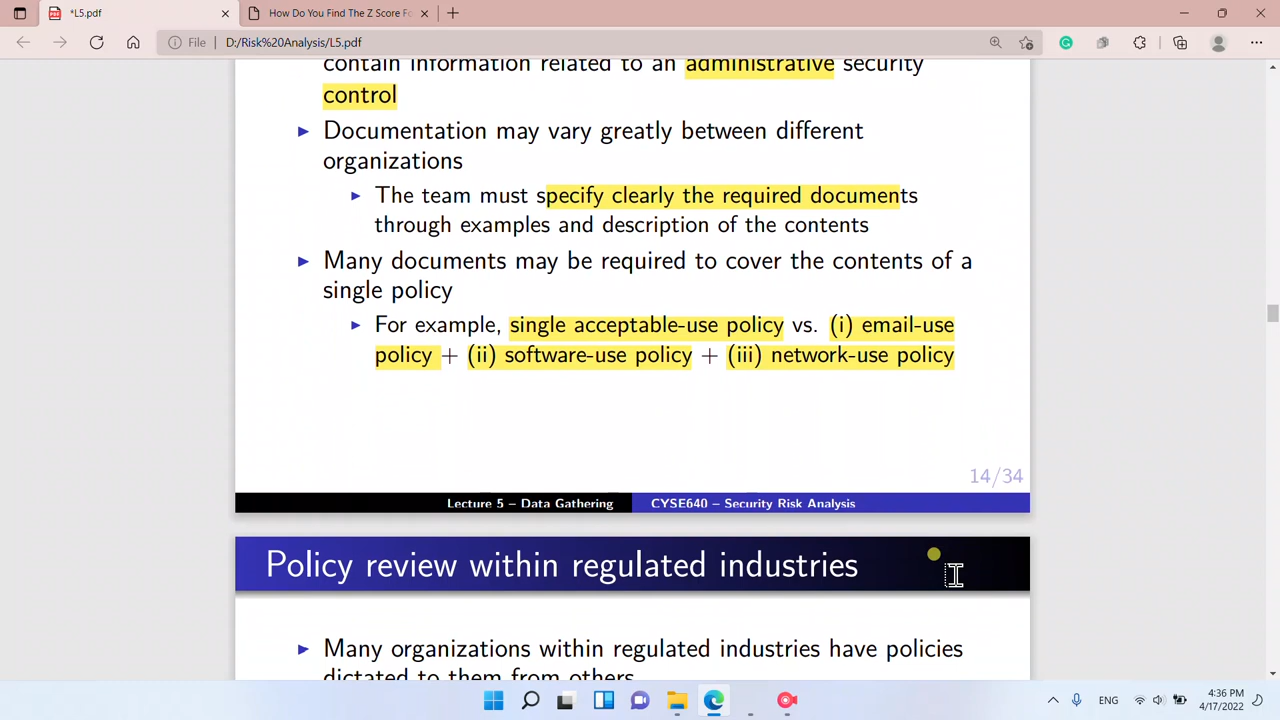 *L5.pdf
How Do You Find The Z Score Fo
File
D:/Risk%20Analysis/L5.pdf
contain information related to an administrative security
control
Documentation may vary greatly between different
organizations
The team must specify clearly the required documents
through examples and description of the contents
Many documents may be required to cover the contents of a
single policy
For example, single acceptable-use policy vs. (i) email-use
policy + (ii) software-use policy + (iii) network-use policy
14/34
Lecture 5 – Data Gathering
CYSE640 – Security Risk Analysis
Policy review within regulated industries
Many organizations within regulated industries have policies
dictated to them from others
ENG
4:36 PM
4/17/2022